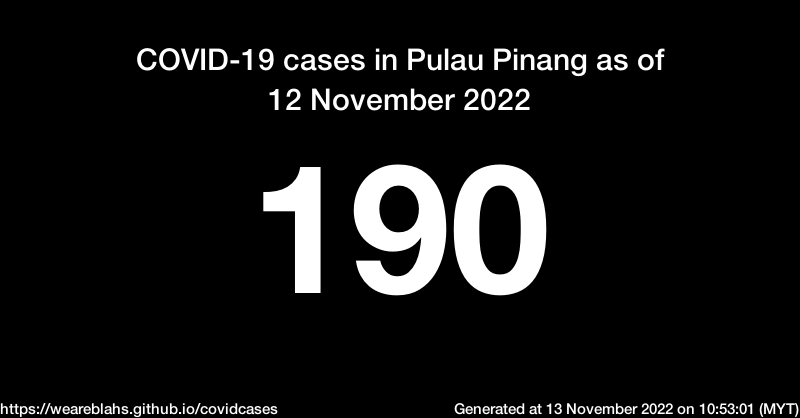 COVID-19 cases in Pulau Pinang as of
12 November 2022
190
https://weareblahs.github.io/covidcases
Generated at 13 November 2022 on 10:53:01 (MYT)